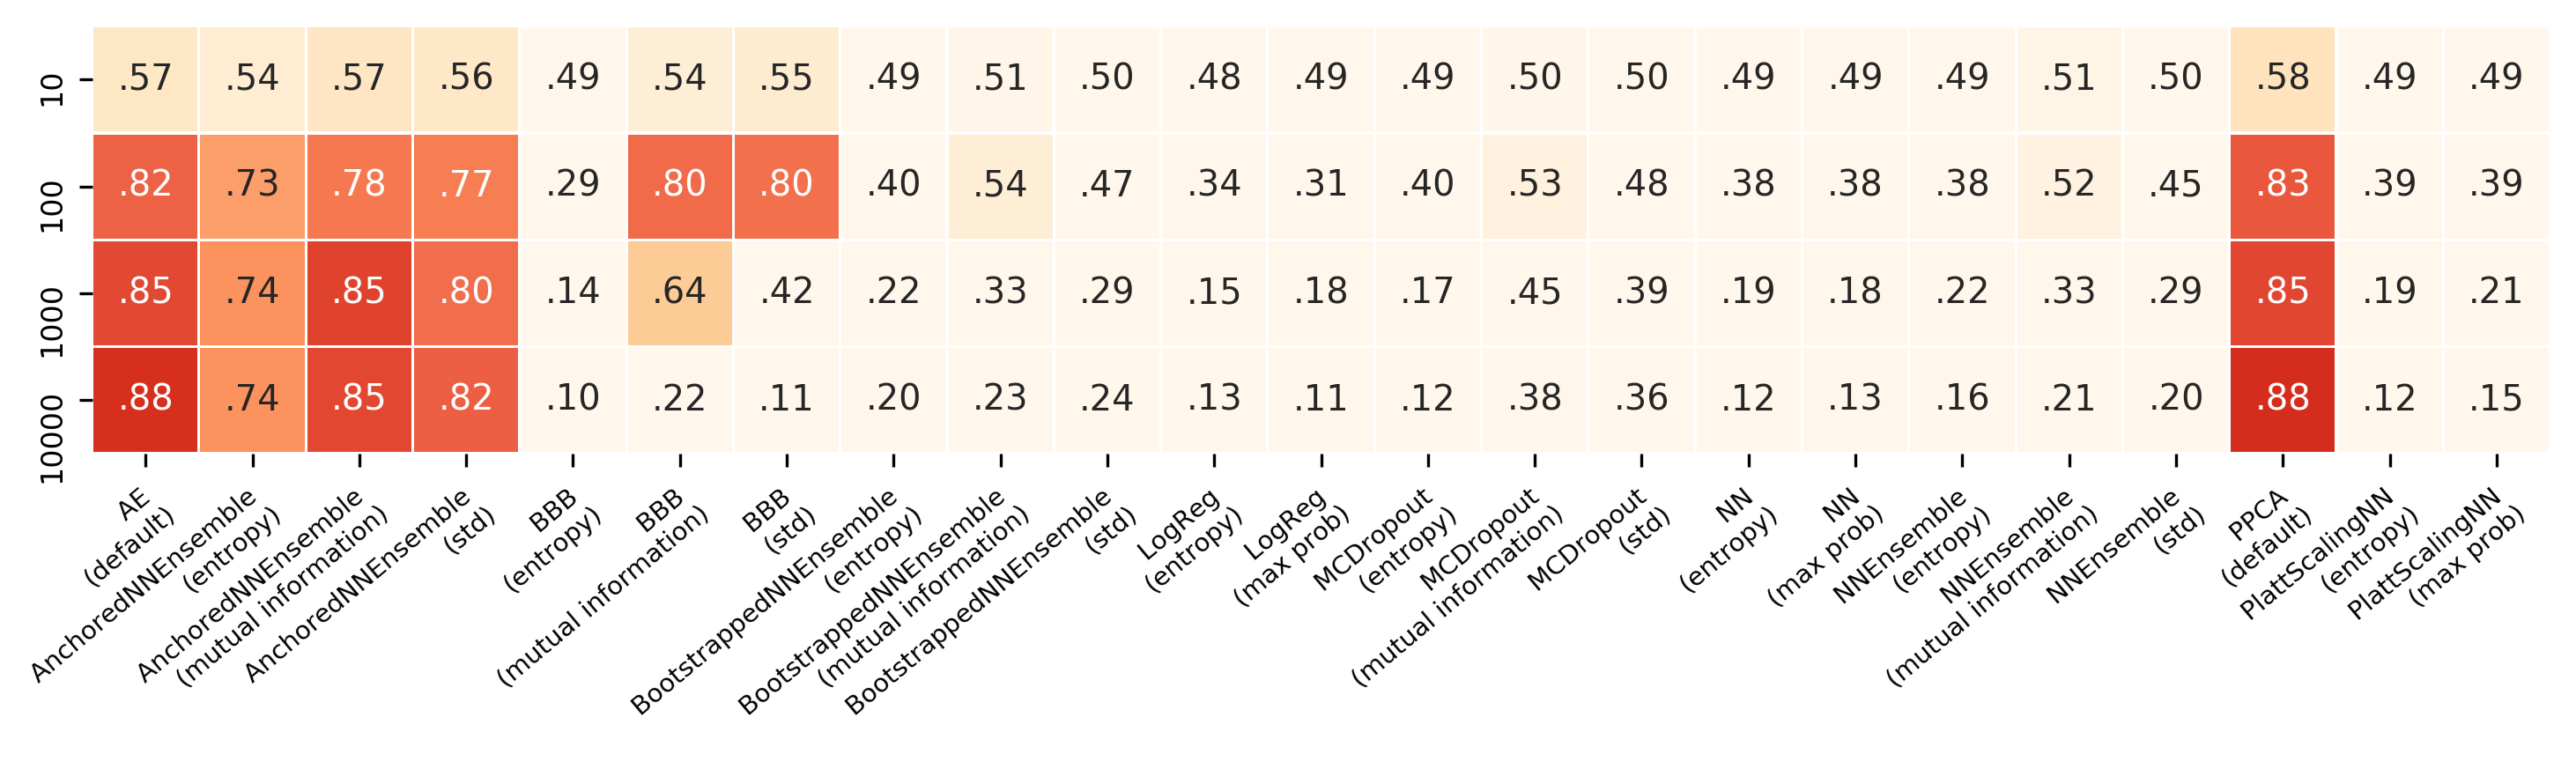 10 .57 .54 .57 .56 .49 .54 .55 .49 .51 .50 .48 .49 .49 .50 .50 .49 .49 .49 .51 .50 .58 .49 .49
100 .82 .73 .78 .77 .29 .80 .80 .40 .54 .47 .34 .31 .40 .53 .48 .38 .38 .38 .52 .45 .83 .39 .39
1000 .85 .74 .85 .80 .14 .64 .42 .22 .33 .29 .15 .18 .17 .45 .39 .19 .18 .22 .33 .29 .85 .19 .21
10000 .88 .74 .85 .82 .10 .22 .11 .20 .23 .24 .13 .11 .12 .38 .36 .12 .13 .16 .21 .20 .88 .12 .15
AE
(default)
AnchoredNNEnsemble
(entropy)
AnchoredNNEnsemble
(mutual information)
AnchoredNNEnsemble
(std)
BBB
(entropy)
BBB
(mutual information)
BBB
(std)
BootstrappedNNEnsemble
(entropy)
BootstrappedNNEnsemble
(mutual information)
BootstrappedNNEnsemble
(std)
LogReg
(entropy)
LogReg
(max prob)
MCDropout
(entropy)
MCDropout
(mutual information)
MCDropout
(std)
NN
(entropy)
NN
(max prob)
NNEnsemble
(entropy)
NNEnsemble
(mutual information)
NNEnsemble
(std)
PPCA
(default)
PlattScalingNN
(entropy)
PlattScalingNN
(max prob)